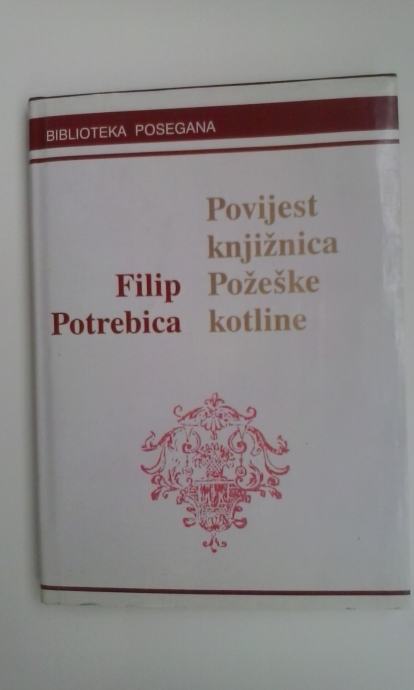 BIBLIOTEKA POSEGANA
Povijest
knjižnica
Filip Požeške
Potrebica kotline